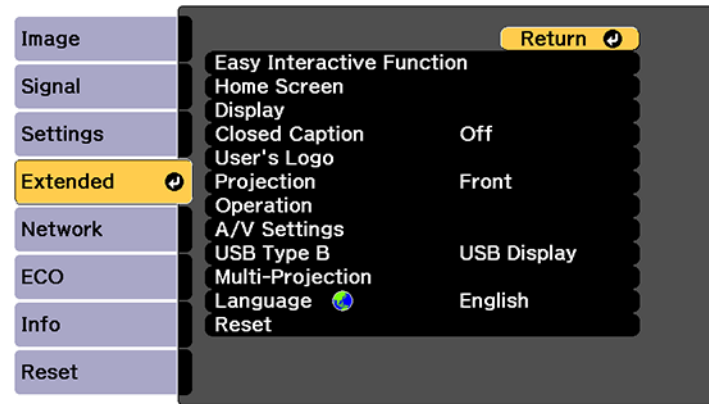 Image
Signal
Settings
Extended
Network
ECO
Info
Reset
Return
Easy Interactive Function
Home Screen
Display
Closed Caption Off
User's Logo
Projection Front
Operation
A/V Settings
USB Type B USB Display
Multi-Projection
Language English
Reset